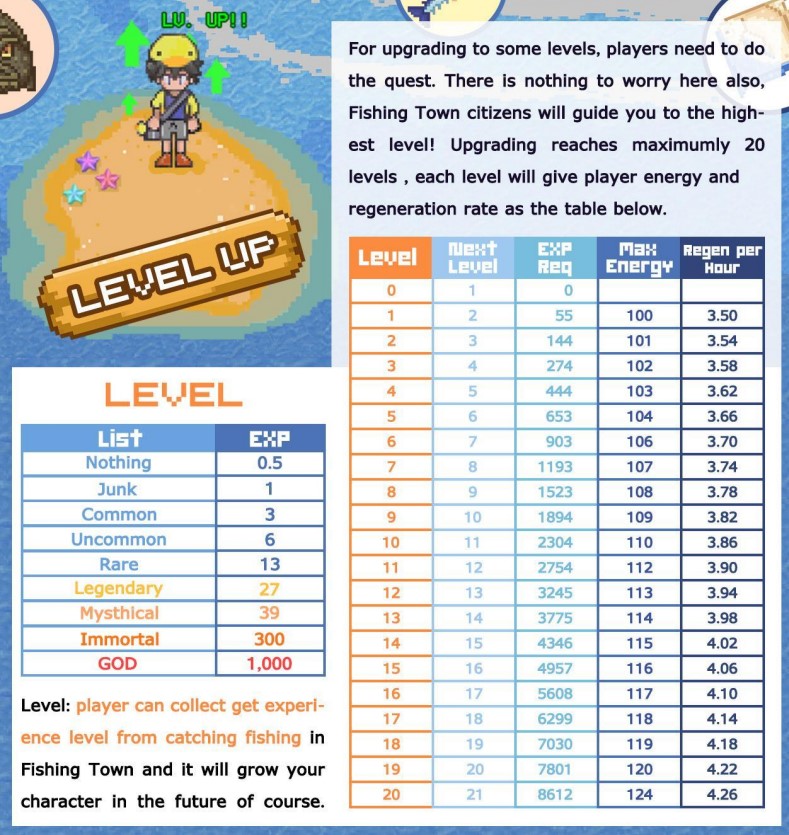 LV. UP!!
LEVEL UP
For upgrading to some levels, players need to do
the quest. There is nothing to worry here also,
Fishing Town citizens will guide you to the high-
est level! Upgrading reaches maximumly 20
levels , each level will give player energy and
regeneration rate as the table below.
LEVEL
List EXP
Nothing 0.5
Junk 1
Common 3
Uncommon 6
Rare 13
Legendary 27
Mysthical 39
Immortal 300
GOD 1,000
Level: player can collect get experi-
ence level from catching fishing in
Fishing Town and it will grow your
character in the future of course.
Level Next Level EXP Req Max Energy Regen per Hour
0 1 0
1 2 55 100 3.50
2 3 144 101 3.54
3 4 274 102 3.58
4 5 444 103 3.62
5 6 653 104 3.66
6 7 903 106 3.70
7 8 1193 107 3.74
8 9 1523 108 3.78
9 10 1894 109 3.82
10 11 2304 110 3.86
11 12 2754 112 3.90
12 13 3245 113 3.94
13 14 3775 114 3.98
14 15 4346 115 4.02
15 16 4957 116 4.06
16 17 5608 117 4.10
17 18 6299 118 4.14
18 19 7030 119 4.18
19 20 7801 120 4.22
20 21 8612 124 4.26